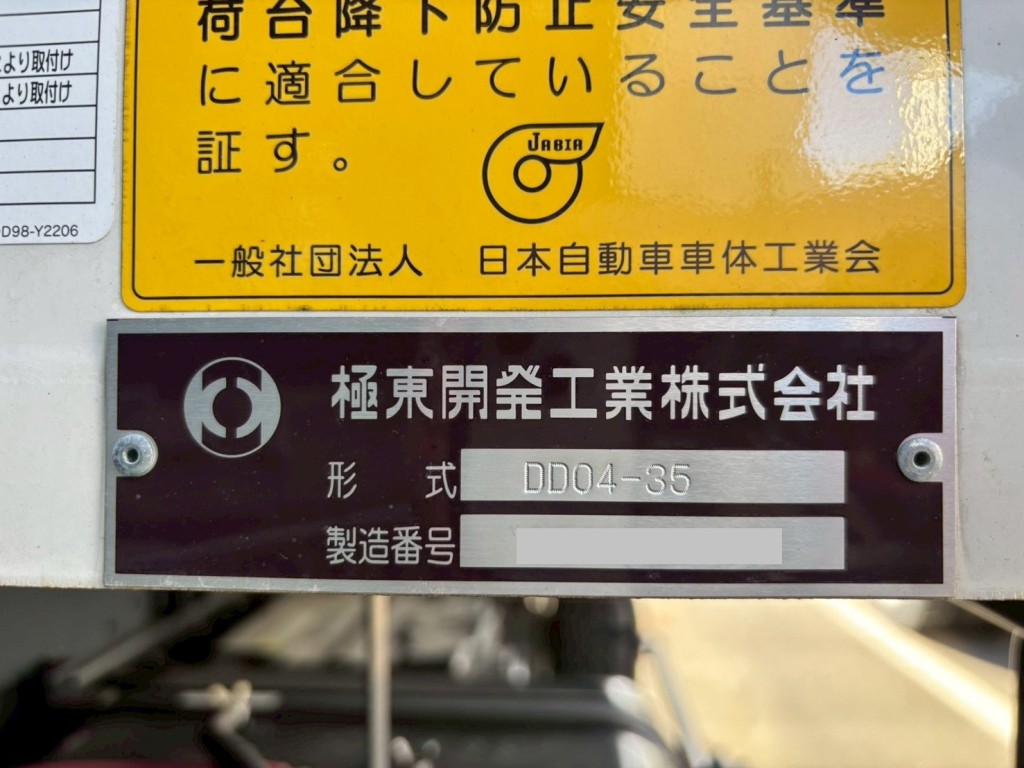 荷台降下防止安全基準
に適合していることを
証す。
JABIA
一般社団法人 日本自動車車体工業会
より取付け
より取付け
D98-Y2206
極東開発工業株式会社
形式 DD04-35
製造番号